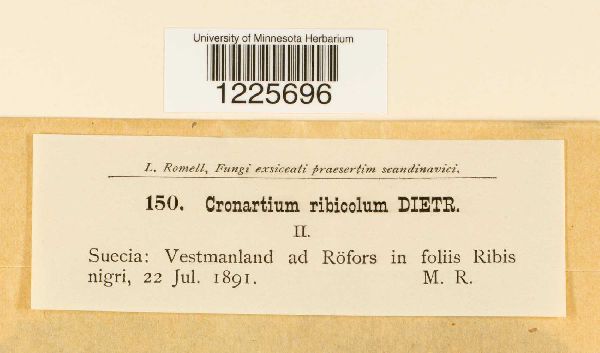 University of Minnesota Herbarium
1225696
L. Romell, Fungi exsiccati praesertim scandinavici.
150. Cronartium ribicolum DIETR.
II.
Suecia: Vestmanland ad Röfors in foliis Ribis
nigri, 22 Jul. 1891. M. R.